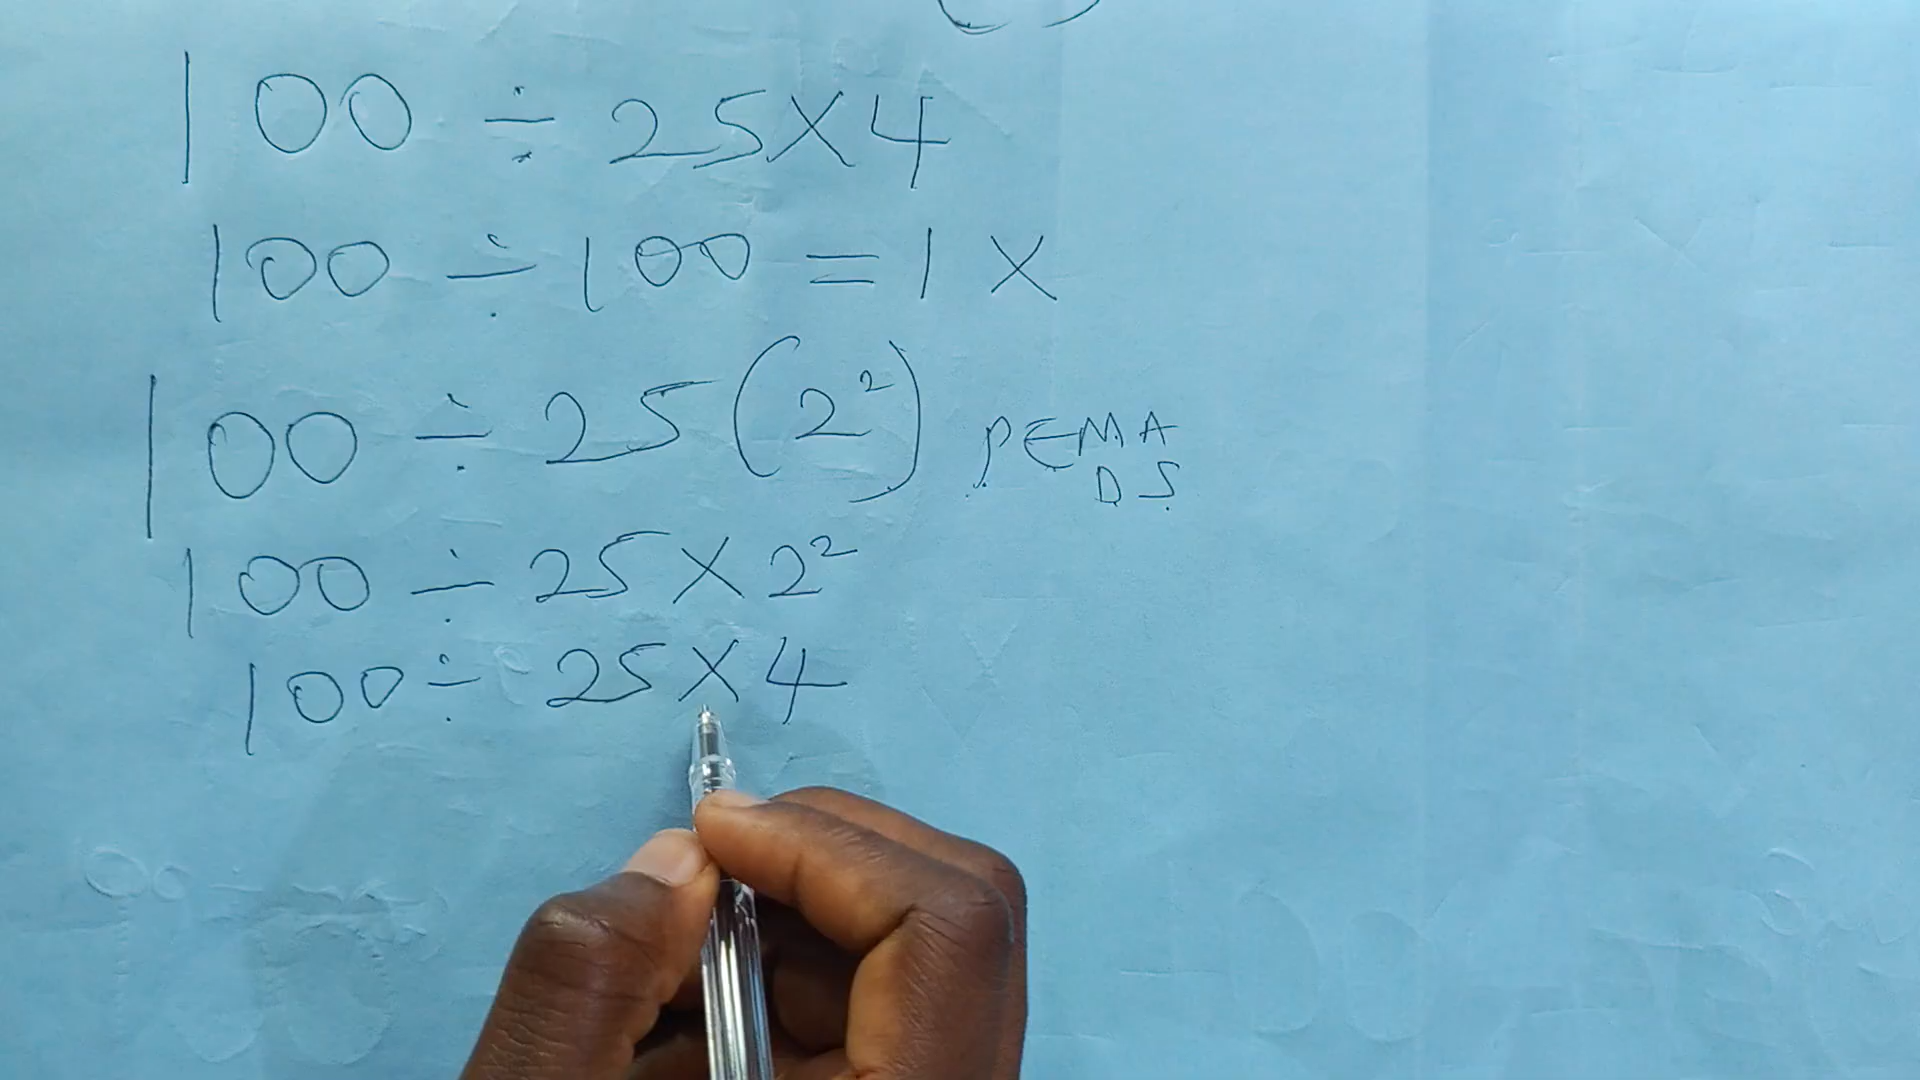 100 ÷ 25 × 4
100 ÷ 100 = 1 ×
100 ÷ 25 (2²) PEMA
DS
100 ÷ 25 × 2²
100 ÷ 25 × 4